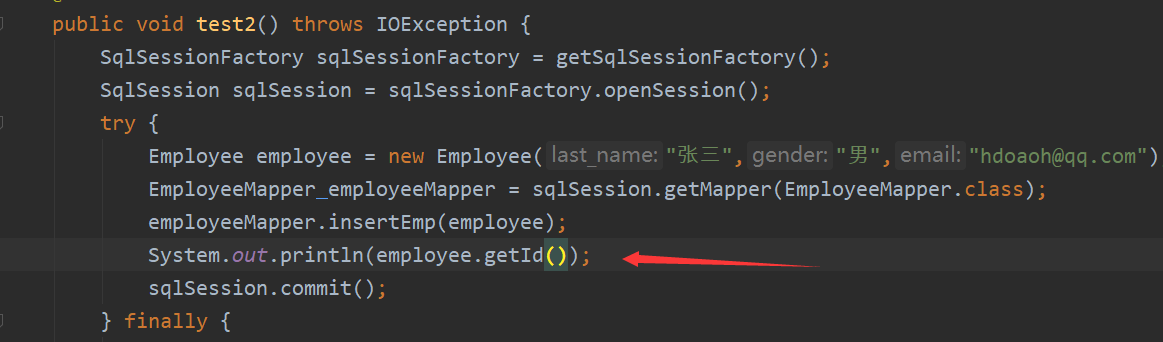 public void test2() throws IOException {
SqlSessionFactory sqlSessionFactory = getSqlSessionFactory();
SqlSession sqlSession = sqlSessionFactory.openSession();
try {
Employee employee = new Employee( last_name: "张三", gender: "男", email: "hdoaoh@qq.com")
EmployeeMapper employeeMapper = sqlSession.getMapper(EmployeeMapper.class);
employeeMapper.insertEmp(employee);
System.out.println(employee.getId());
sqlSession.commit();
} finally {